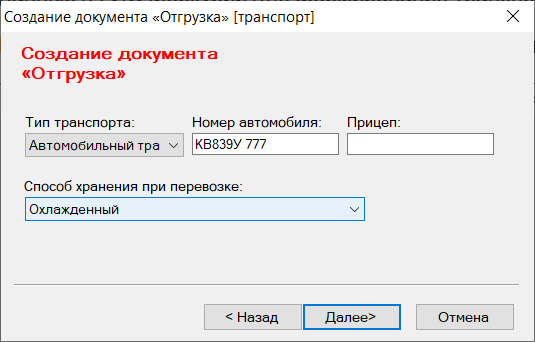 Создание документа «Отгрузка» [транспорт]
Создание документа
«Отгрузка»
Тип транспорта: Номер автомобиля: Прицеп:
Автомобильный тра КВ839У 777
Способ хранения при перевозке:
Охлажденный
< Назад Далее> Отмена